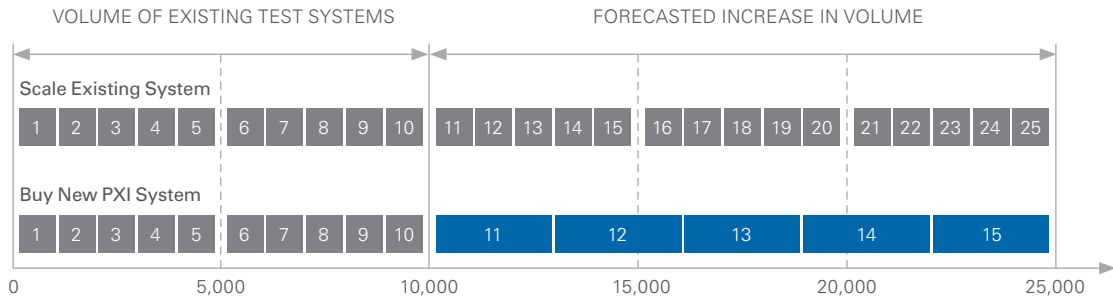 VOLUME OF EXISTING TEST SYSTEMS FORECASTED INCREASE IN VOLUME
Scale Existing System
1 2 3 4 5 6 7 8 9 10 11 12 13 14 15 16 17 18 19 20 21 22 23 24 25
Buy New PXI System
1 2 3 4 5 6 7 8 9 10 11 12 13 14 15
0 5,000 10,000 15,000 20,000 25,000